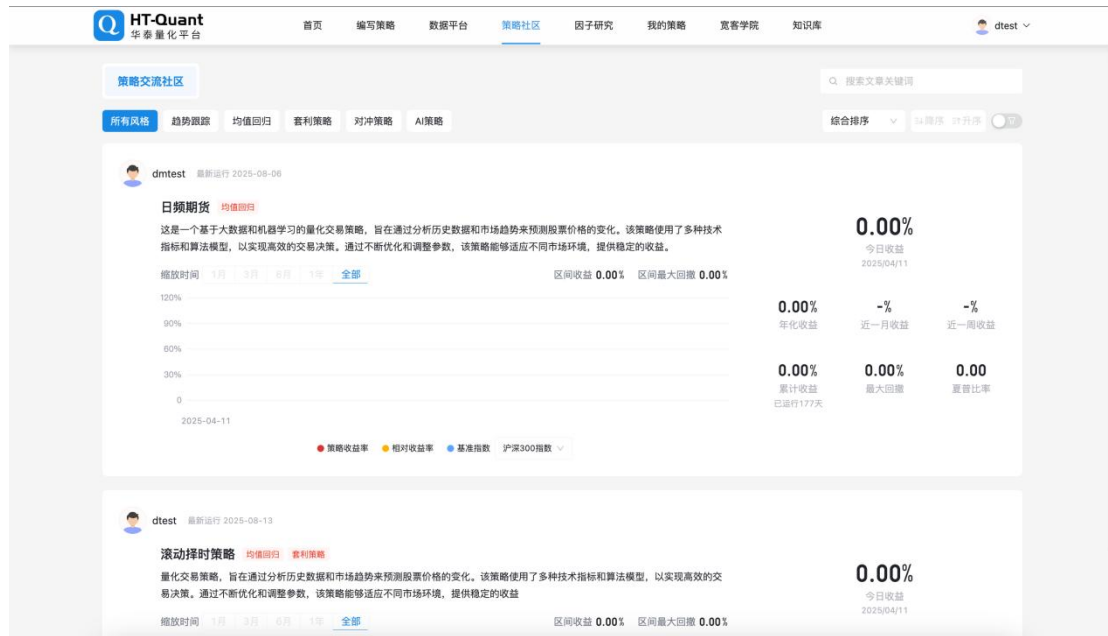 HT-Quant
华泰量化平台
首页 编写策略 数据平台 策略社区 因子研究 我的策略 宽客学院 知识库 dtest
策略交流社区
搜索文章关键词
所有风格 趋势跟踪 均值回归 套利策略 对冲策略 AI策略
综合排序 降序 升序
dmtest 最新运行 2025-08-06
日频期货 均值回归
这是一个基于大数据和机器学习的量化交易策略，旨在通过分析历史数据和市场趋势来预测股票价格的变化。该策略使用了多种技术
指标和算法模型，以实现高效的交易决策。通过不断优化和调整参数，该策略能够适应不同市场环境，提供稳定的收益。
缩放时间 1月 3月 6月 1年 全部 区间收益 0.00% 区间最大回撤 0.00%
120%
90%
60%
30%
0
2025-04-11
策略收益率 相对收益率 基准指数 沪深300指数
0.00%
今日收益
2025/04/11
0.00% -% -%
年化收益 近一月收益 近一周收益
0.00% 0.00% 0.00
累计收益 最大回撤 夏普比率
已运行177天
dtest 最新运行 2025-08-13
滚动择时策略 均值回归 套利策略
量化交易策略，旨在通过分析历史数据和市场趋势来预测股票价格的变化。该策略使用了多种技术指标和算法模型，以实现高效的交
易决策。通过不断优化和调整参数，该策略能够适应不同市场环境，提供稳定的收益
缩放时间 1月 3月 6月 1年 全部 区间收益 0.00% 区间最大回撤 0.00%
0.00%
今日收益
2025/04/11